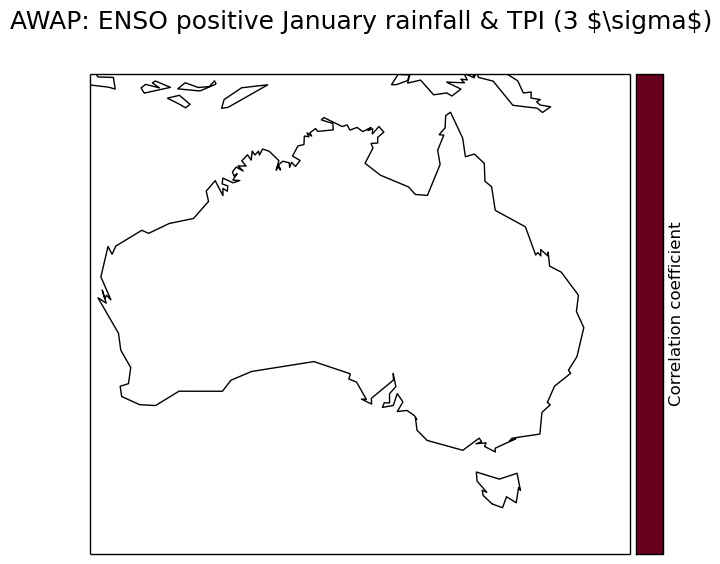 AWAP: ENSO positive January rainfall & TPI (3 $\sigma$)
Correlation coefficient